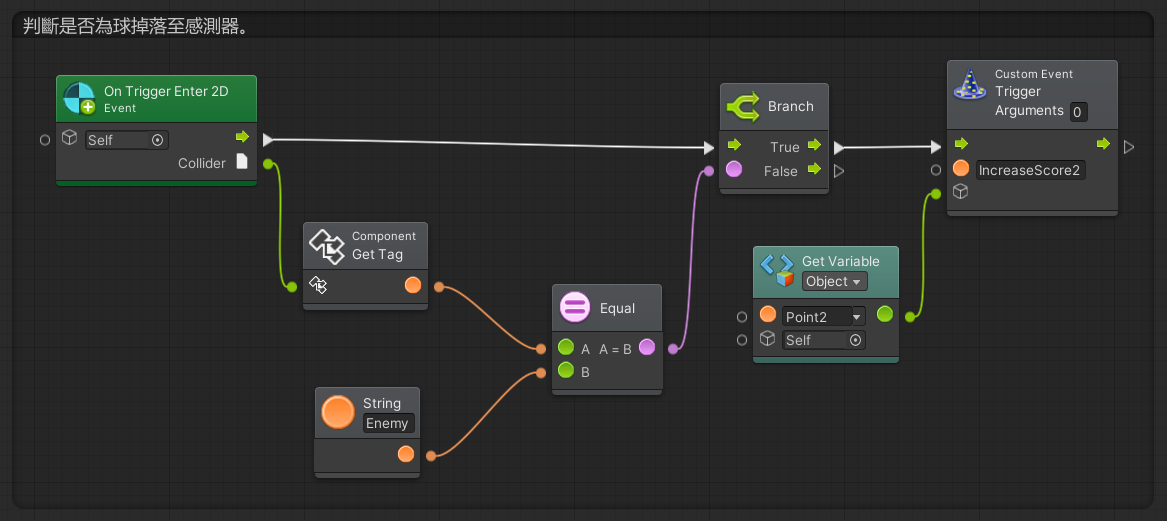 判斷是否為球掉落至感測器。
On Trigger Enter 2D
Event
Self
Collider
Component
Get Tag
String
Enemy
Equal
A A = B
B
Branch
True
False
Custom Event
Trigger
Arguments 0
IncreaseScore2
Get Variable
Object
Point2
Self